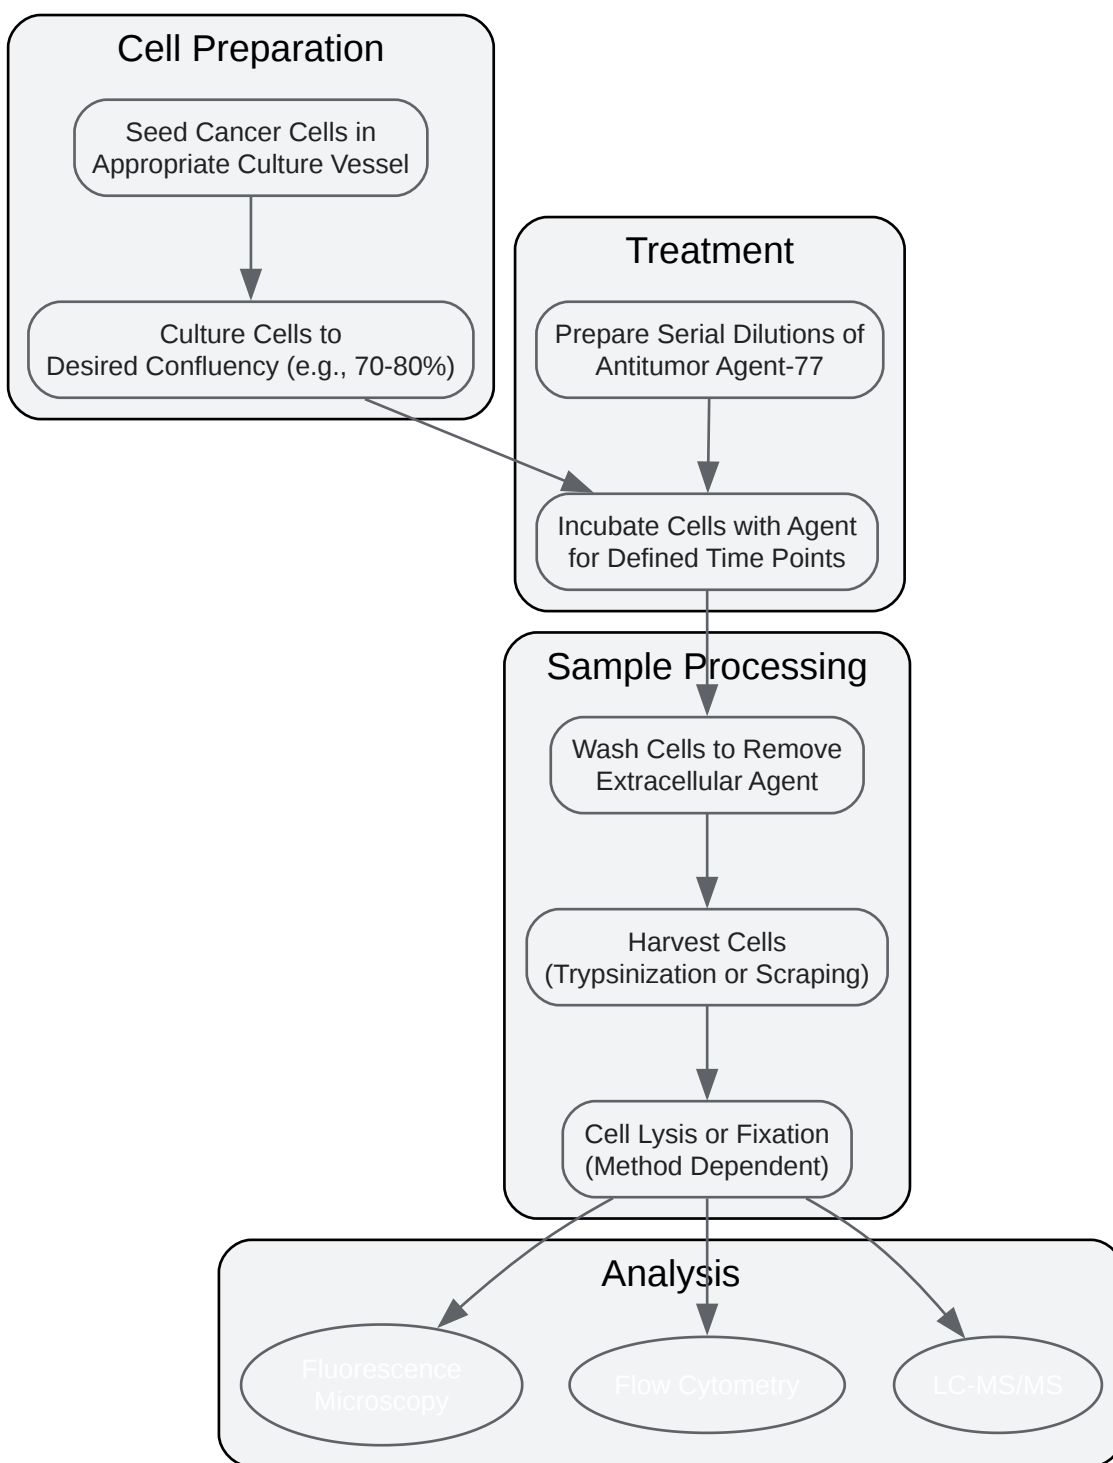 Cell Preparation
Seed Cancer Cells in
Appropriate Culture Vessel
Culture Cells to
Desired Confluency (e.g., 70-80%)
Treatment
Prepare Serial Dilutions of
Antitumor Agent-77
Incubate Cells with Agent
for Defined Time Points
Sample Processing
Wash Cells to Remove
Extracellular Agent
Harvest Cells
(Trypsinization or Scraping)
Cell Lysis or Fixation
(Method Dependent)
Analysis
Fluorescence
Microscopy
Flow Cytometry
LC-MS/MS